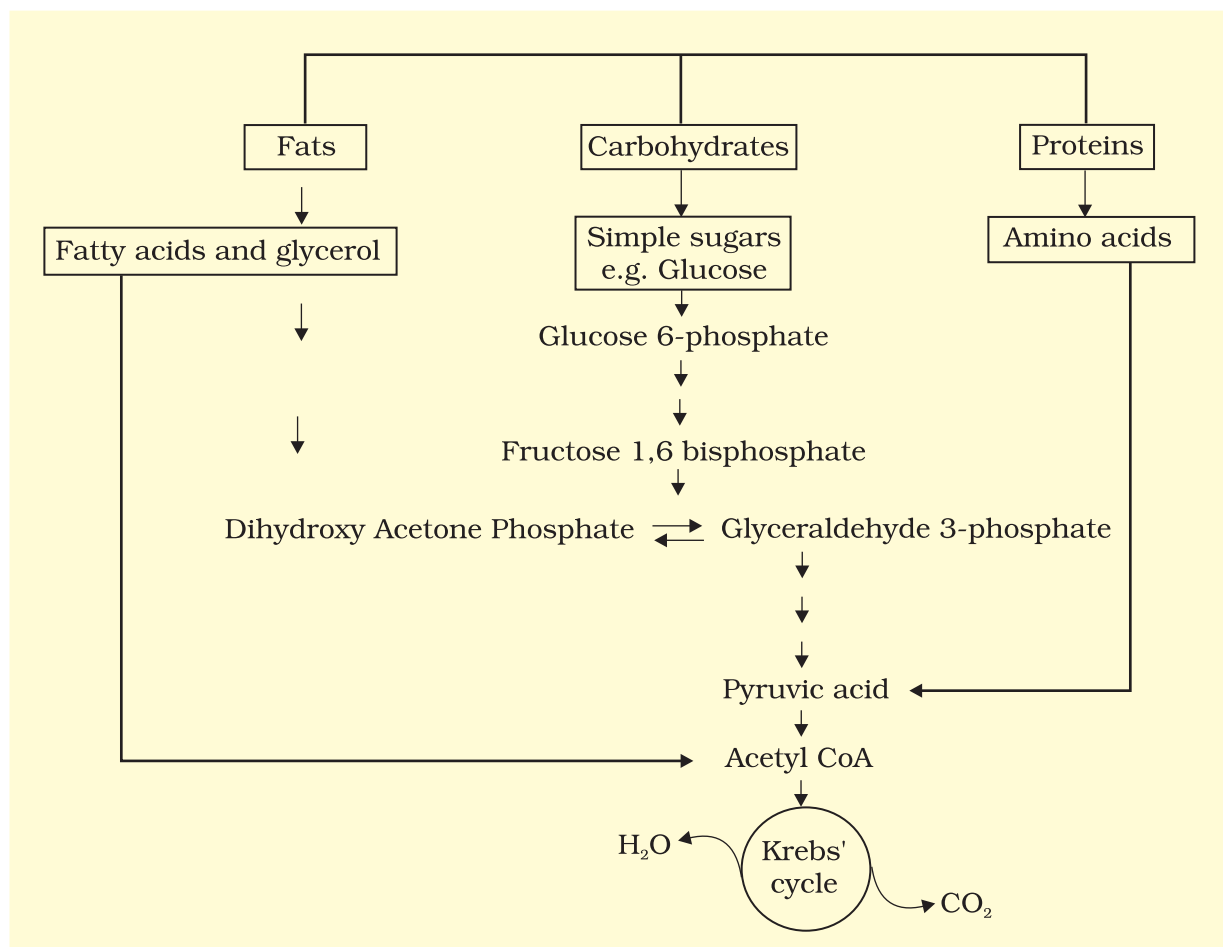 Fats
Carbohydrates
Proteins
Fatty acids and glycerol
Simple sugars
e.g. Glucose
Amino acids
Glucose 6-phosphate
Fructose 1,6 bisphosphate
Dihydroxy Acetone Phosphate
Glyceraldehyde 3-phosphate
Pyruvic acid
Acetyl CoA
H₂O
Krebs'
cycle
CO₂